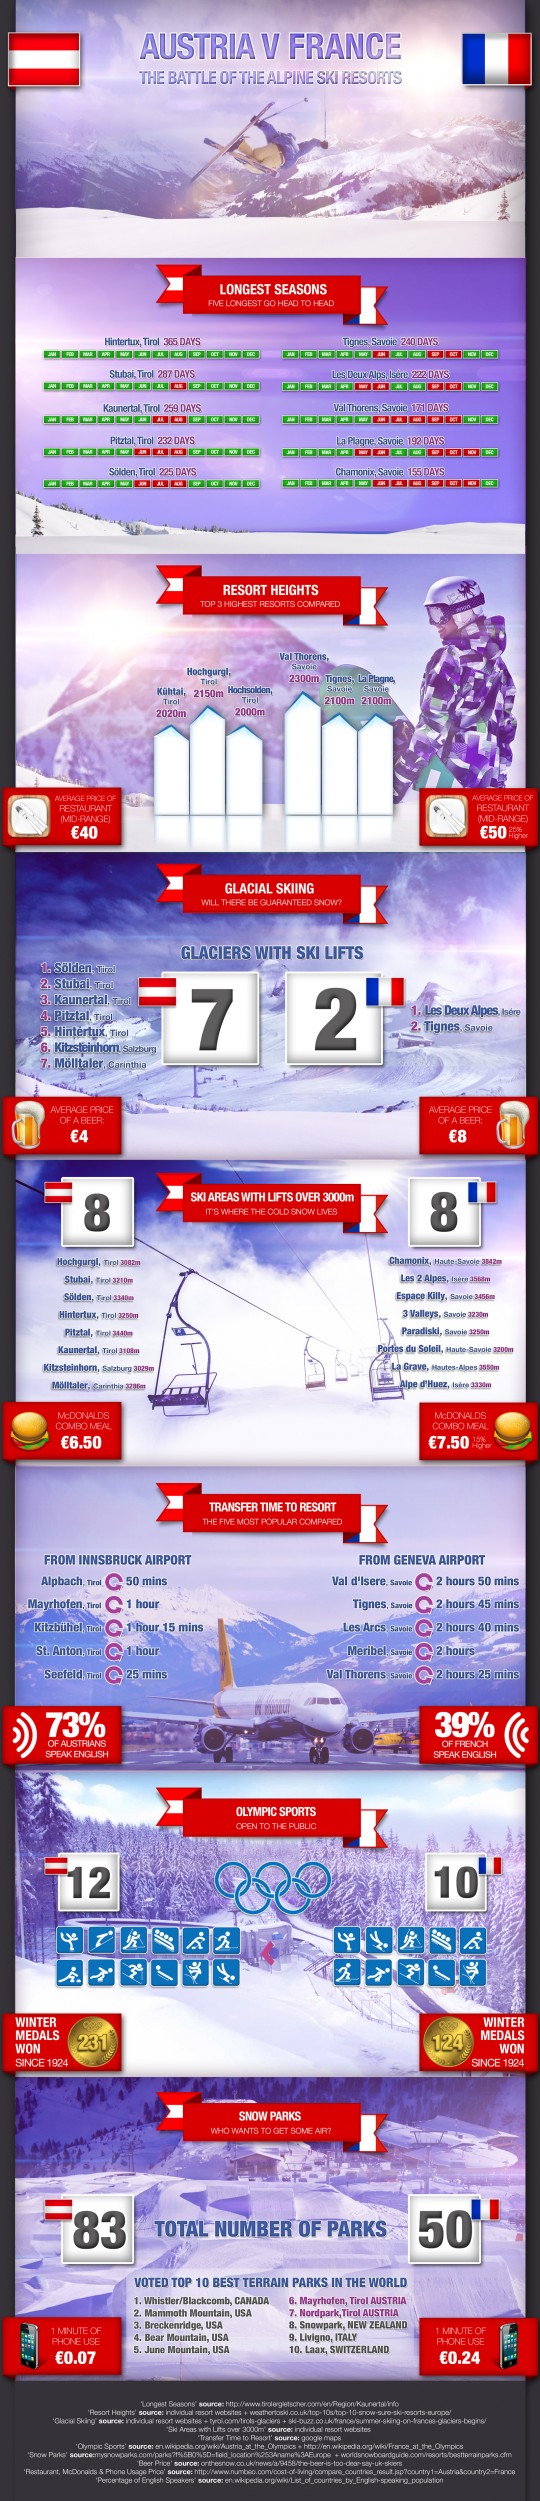 AUSTRIA V FRANCE
THE BATTLE OF THE ALPINE SKI RESORTS
LONGEST SEASONS
FIVE LONGEST GO HEAD TO HEAD
Hintertux, Tirol 365 DAYS
JAN FEB MAR APR MAY JUN JUL AUG SEP OCT NOV DEC
Stubai, Tirol 287 DAYS
JAN FEB MAR APR MAY JUN JUL AUG SEP OCT NOV DEC
Kaunertal, Tirol 259 DAYS
JAN FEB MAR APR MAY JUN JUL AUG SEP OCT NOV DEC
Pitztal, Tirol 232 DAYS
JAN FEB MAR APR MAY JUN JUL AUG SEP OCT NOV DEC
Sölden, Tirol 225 DAYS
JAN FEB MAR APR MAY JUN JUL AUG SEP OCT NOV DEC
Tignes, Savoie 240 DAYS
JAN FEB MAR APR MAY JUN JUL AUG SEP OCT NOV DEC
Les Deux Alps, Isére 222 DAYS
JAN FEB MAR APR MAY JUN JUL AUG SEP OCT NOV DEC
Val Thorens, Savoie 171 DAYS
JAN FEB MAR APR MAY JUN JUL AUG SEP OCT NOV DEC
La Plagne, Savoie 192 DAYS
JAN FEB MAR APR MAY JUN JUL AUG SEP OCT NOV DEC
Chamonix, Savoie 155 DAYS
JAN FEB MAR APR MAY JUN JUL AUG SEP OCT NOV DEC
RESORT HEIGHTS
TOP 3 HIGHEST RESORTS COMPARED
Kühtai,
Tirol
2020m
Hochgurgl,
Tirol
2150m
Hochsolden,
Tirol
2000m
Val Thorens,
Savoie
2300m
Tignes,
Savoie
2100m
La Plagne,
Savoie
2100m
AVERAGE PRICE OF
RESTAURANT
(MID-RANGE)
€40
AVERAGE PRICE OF
RESTAURANT
(MID-RANGE)
€50 25% Higher
GLACIAL SKIING
WILL THERE BE GUARANTEED SNOW?
GLACIERS WITH SKI LIFTS
1. Sölden, Tirol
2. Stubai, Tirol
3. Kaunertal, Tirol
4. Pitztal, Tirol
5. Hintertux, Tirol
6. Kitzsteinhorn, Salzburg
7. Mölltaler, Carinthia
7
2
1. Les Deux Alpes, Isére
2. Tignes, Savoie
AVERAGE PRICE
OF A BEER:
€4
AVERAGE PRICE
OF A BEER:
€8
SKI AREAS WITH LIFTS OVER 3000m
IT'S WHERE THE COLD SNOW LIVES
8
8
Hochgurgl, Tirol 3082m
Stubai, Tirol 3210m
Sölden, Tirol 3340m
Hintertux, Tirol 3250m
Pitztal, Tirol 3440m
Kaunertal, Tirol 3108m
Kitzsteinhorn, Salzburg 3029m
Mölltaler, Carinthia 3286m
Chamonix, Haute-Savoie 3842m
Les 2 Alpes, Isére 3568m
Espace Killy, Savoie 3456m
3 Valleys, Savoie 3230m
Paradiski, Savoie 3250m
Portes du Soleil, Haute-Savoie 3200m
La Grave, Hautes-Alpes 3550m
Alpe d'Huez, Isére 3330m
McDONALDS
COMBO MEAL
€6.50
McDONALDS
COMBO MEAL
€7.50 15% Higher
TRANSFER TIME TO RESORT
THE FIVE MOST POPULAR COMPARED
FROM INNSBRUCK AIRPORT
Alpbach, Tirol 50 mins
Mayrhofen, Tirol 1 hour
Kitzbühel, Tirol 1 hour 15 mins
St. Anton, Tirol 1 hour
Seefeld, Tirol 25 mins
FROM GENEVA AIRPORT
Val d'Isere, Savoie 2 hours 50 mins
Tignes, Savoie 2 hours 45 mins
Les Arcs, Savoie 2 hours 40 mins
Meribel, Savoie 2 hours
Val Thorens, Savoie 2 hours 25 mins
73%
OF AUSTRIANS
SPEAK ENGLISH
39%
OF FRENCH
SPEAK ENGLISH
OLYMPIC SPORTS
OPEN TO THE PUBLIC
12
10
WINTER
MEDALS
WON
SINCE 1924
231
124
WINTER
MEDALS
WON
SINCE 1924
SNOW PARKS
WHO WANTS TO GET SOME AIR?
83
TOTAL NUMBER OF PARKS
50
VOTED TOP 10 BEST TERRAIN PARKS IN THE WORLD
1. Whistler/Blackcomb, CANADA
2. Mammoth Mountain, USA
3. Breckenridge, USA
4. Bear Mountain, USA
5. June Mountain, USA
6. Mayrhofen, Tirol AUSTRIA
7. Nordpark,Tirol AUSTRIA
8. Snowpark, NEW ZEALAND
9. Livigno, ITALY
10. Laax, SWITZERLAND
1 MINUTE OF
PHONE USE
€0.07
1 MINUTE OF
PHONE USE
€0.24
'Longest Seasons' source: http://www.tirolergletscher.com/en/Region/Kaunertal/info
'Resort Heights' source: individual resort websites + weathertoski.co.uk/top-10s/top-10-snow-sure-ski-resorts-europe/
'Glacial Skiing' source: individual resort websites + tyrol.com/tirols-glaciers + ski-buzz.co.uk/france/summer-skiing-on-frances-glaciers-begins/
'Ski Areas with Lifts over 3000m' source: individual resort websites
'Transfer Time to Resort' source: google maps
'Olympic Sports' source: en.wikipedia.org/wiki/Austria_at_the_Olympics + http://en.wikipedia.org/wiki/France_at_the_Olympics
'Snow Parks' source:mysnowparks.com/parks?f%5B0%5D=field_location%253Aname%3AEurope + worldsnowboardguide.com/resorts/bestterrainparks.cfm
'Beer Price' source: onthesnow.co.uk/news/a/9458/the-beer-is-too-dear-say-uk-skiers
'Restaurant, McDonalds & Phone Usage Price' source: http://www.numbeo.com/cost-of-living/compare_countries_result.jsp?country1=Austria&country2=France
'Percentage of English Speakers' source: en.wikipedia.org/wiki/List_of_countries_by_English-speaking_population